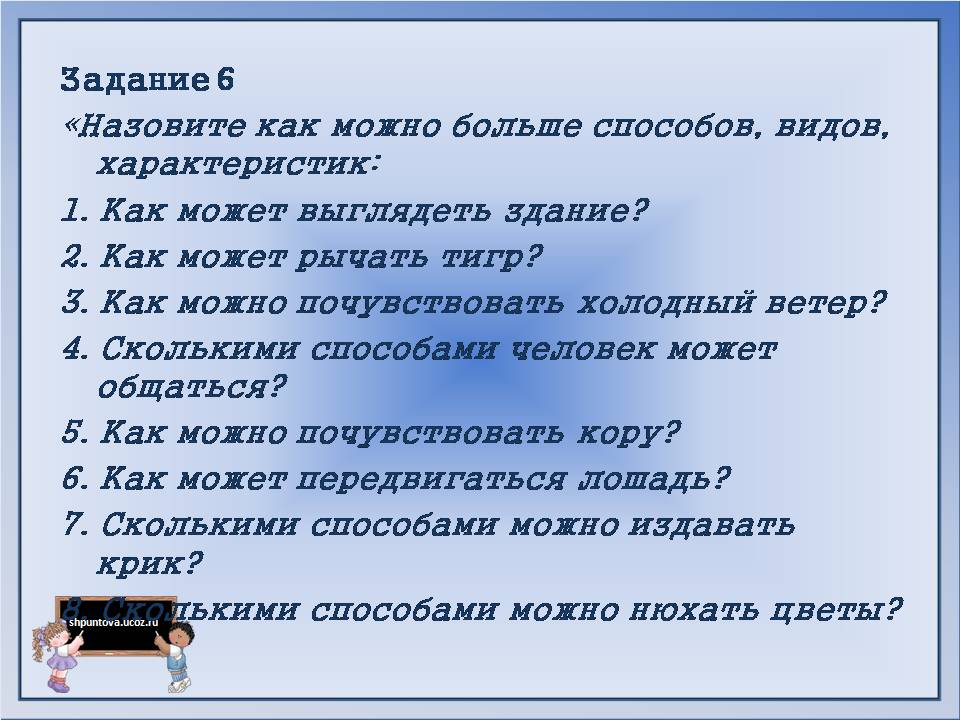 Задание 6
«Назовите как можно больше способов, видов,
характеристик:
1. Как может выглядеть здание?
2. Как может рычать тигр?
3. Как можно почувствовать холодный ветер?
4. Сколькими способами человек может
общаться?
5. Как можно почувствовать кору?
6. Как может передвигаться лошадь?
7. Сколькими способами можно издавать
крик?
8. Сколькими способами можно нюхать цветы?
shpuntova.ucoz.ru